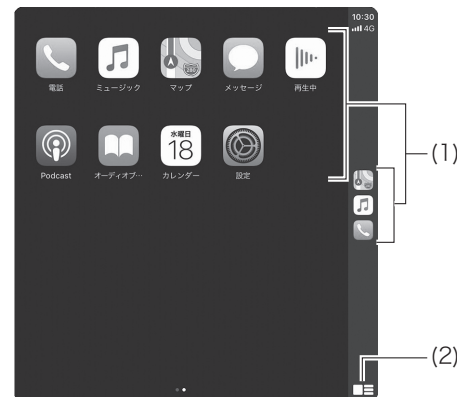 10:30
4G
電話
ミュージック
マップ
メッセージ
再生中
Podcast
オーディオブ…
水曜日
18
カレンダー
設定
(1)
(2)